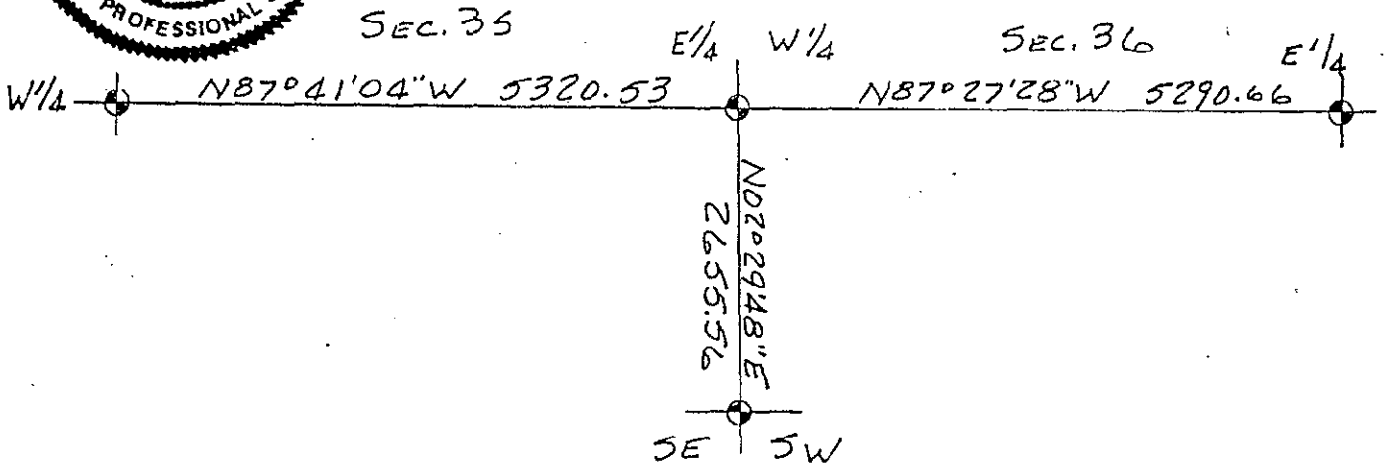 PROFESSIONAL
SEC. 35
E1/4 W1/4
SEC. 36
E1/4
W1/4
N87°41'04"W 5320.53
N87°27'28"W 5290.66
N02°29'48"E
2655.56
SE SW